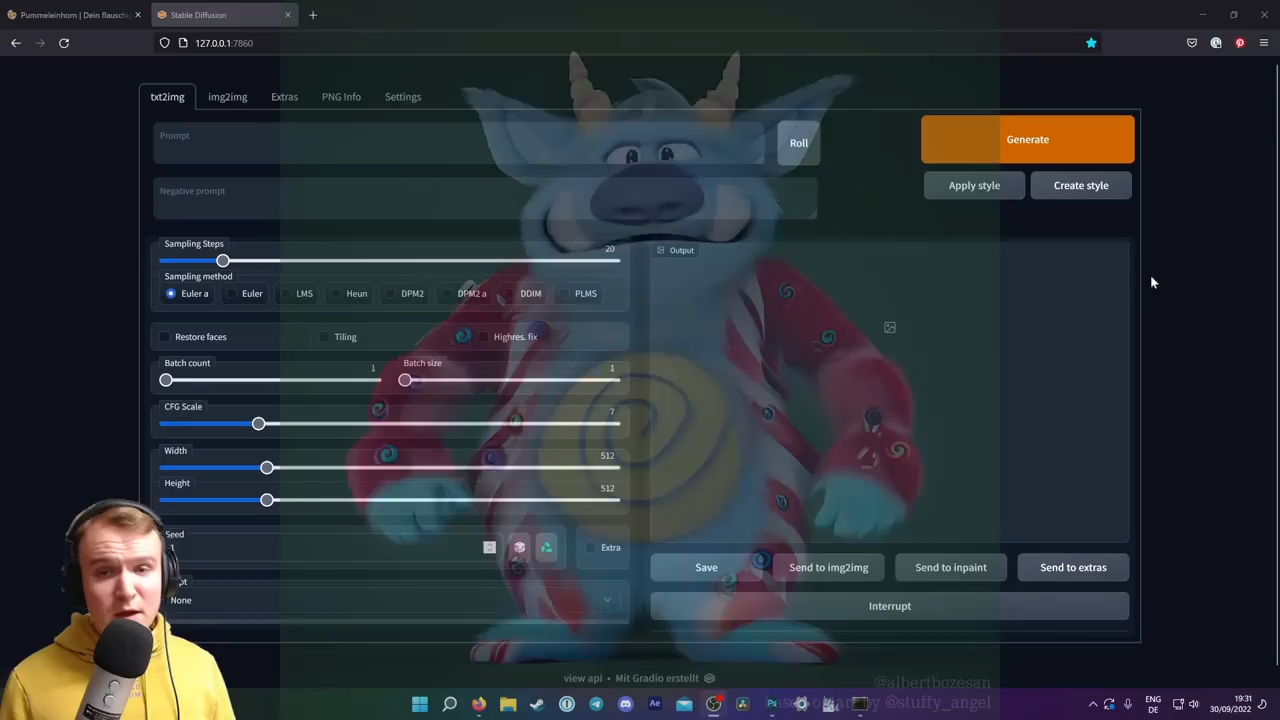 Pummeleinhorn | Dein flauschig
Stable Diffusion
127.0.0.1:7860
txt2img
img2img
Extras
PNG Info
Settings
Prompt
Roll
Generate
Negative prompt
Apply style
Create style
Sampling Steps
20
Output
Sampling method
Euler a
Euler
LMS
Heun
DPM2
DPM2 a
DDIM
PLMS
Restore faces
Tiling
Highres. fix
Batch count
1
Batch size
1
CFG Scale
7
Width
512
Height
512
Seed
Extra
None
Save
Send to img2img
Send to inpaint
Send to extras
Interrupt
view api • Mit Gradio erstellt
@albertbozesan
by @stuffy_angel
ENG
DE
19:31
30/09/2022